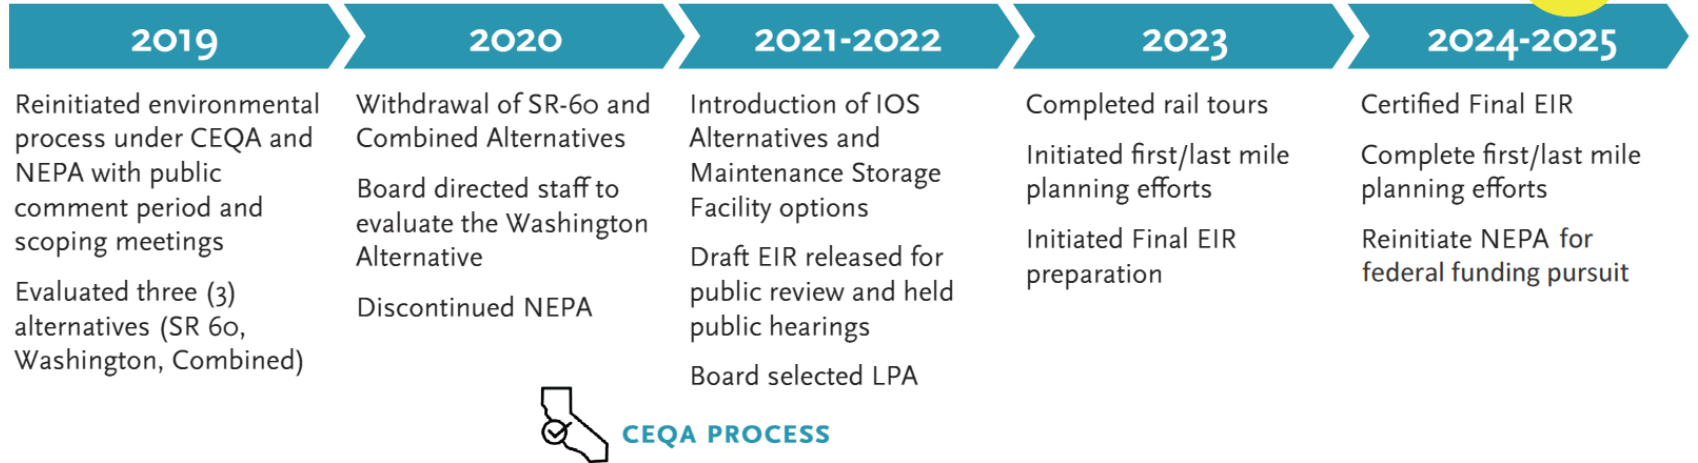 2019
Reinitiated environmental
process under CEQA and
NEPA with public
comment period and
scoping meetings
Evaluated three (3)
alternatives (SR 60,
Washington, Combined)
2020
Withdrawal of SR-60 and
Combined Alternatives
Board directed staff to
evaluate the Washington
Alternative
Discontinued NEPA
2021-2022
Introduction of IOS
Alternatives and
Maintenance Storage
Facility options
Draft EIR released for
public review and held
public hearings
Board selected LPA
2023
Completed rail tours
Initiated first/last mile
planning efforts
Initiated Final EIR
preparation
2024-2025
Certified Final EIR
Complete first/last mile
planning efforts
Reinitiate NEPA for
federal funding pursuit
CEQA PROCESS